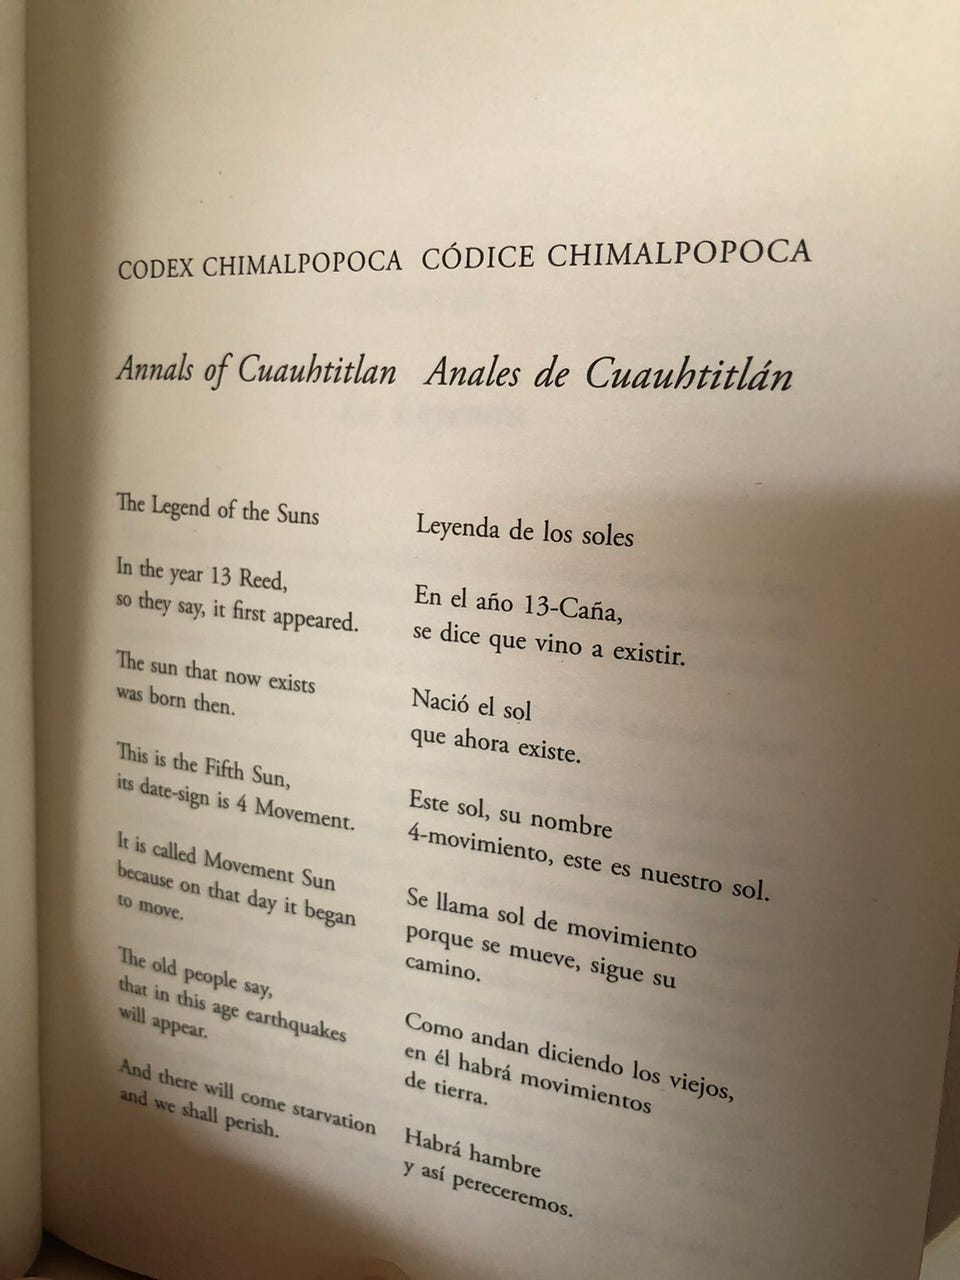 CODEX CHIMALPOPOCA
Annals of Cuauhtitlan
The Legend of the Suns
In the year 13 Reed,
so they say, it first appeared.
The sun that now exists
was born then.
This is the Fifth Sun,
its date-sign is 4 Movement.
It is called Movement Sun
because on that day it began
to move.
The old people say,
that in this age earthquakes
will appear.
And there will come starvation
and we shall perish.
CÓDICE CHIMALPOPOCA
Anales de Cuauhtitlán
Leyenda de los soles
En el año 13-Caña,
se dice que vino a existir.
Nació el sol
que ahora existe.
Este sol, su nombre
4-movimiento, este es nuestro sol.
Se llama sol de movimiento
porque se mueve, sigue su
camino.
Como andan diciendo los viejos,
en él habrá movimientos
de tierra.
Habrá hambre
y así pereceremos.